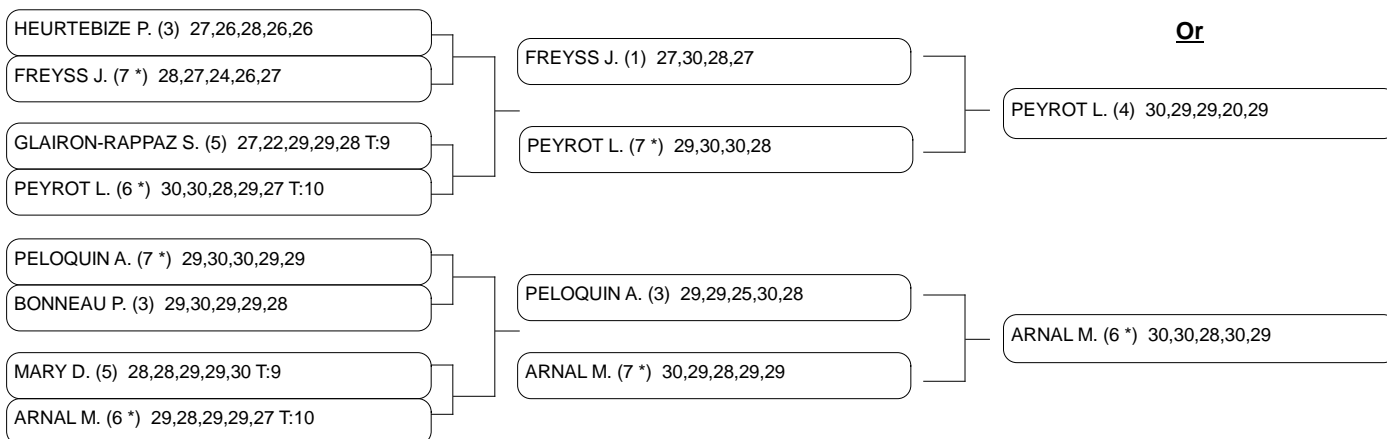 HEURTEBIZE P. (3) 27,26,28,26,26
FREYSS J. (7 *) 28,27,24,26,27
GLAIRON-RAPPAZ S. (5) 27,22,29,29,28 T:9
PEYROT L. (6 *) 30,30,28,29,27 T:10
PELOQUIN A. (7 *) 29,30,30,29,29
BONNEAU P. (3) 29,30,29,29,28
MARY D. (5) 28,28,29,29,30 T:9
ARNAL M. (6 *) 29,28,29,29,27 T:10
FREYSS J. (1) 27,30,28,27
PEYROT L. (7 *) 29,30,30,28
PELOQUIN A. (3) 29,29,25,30,28
ARNAL M. (7 *) 30,29,28,29,29
Or
PEYROT L. (4) 30,29,29,20,29
ARNAL M. (6 *) 30,30,28,30,29